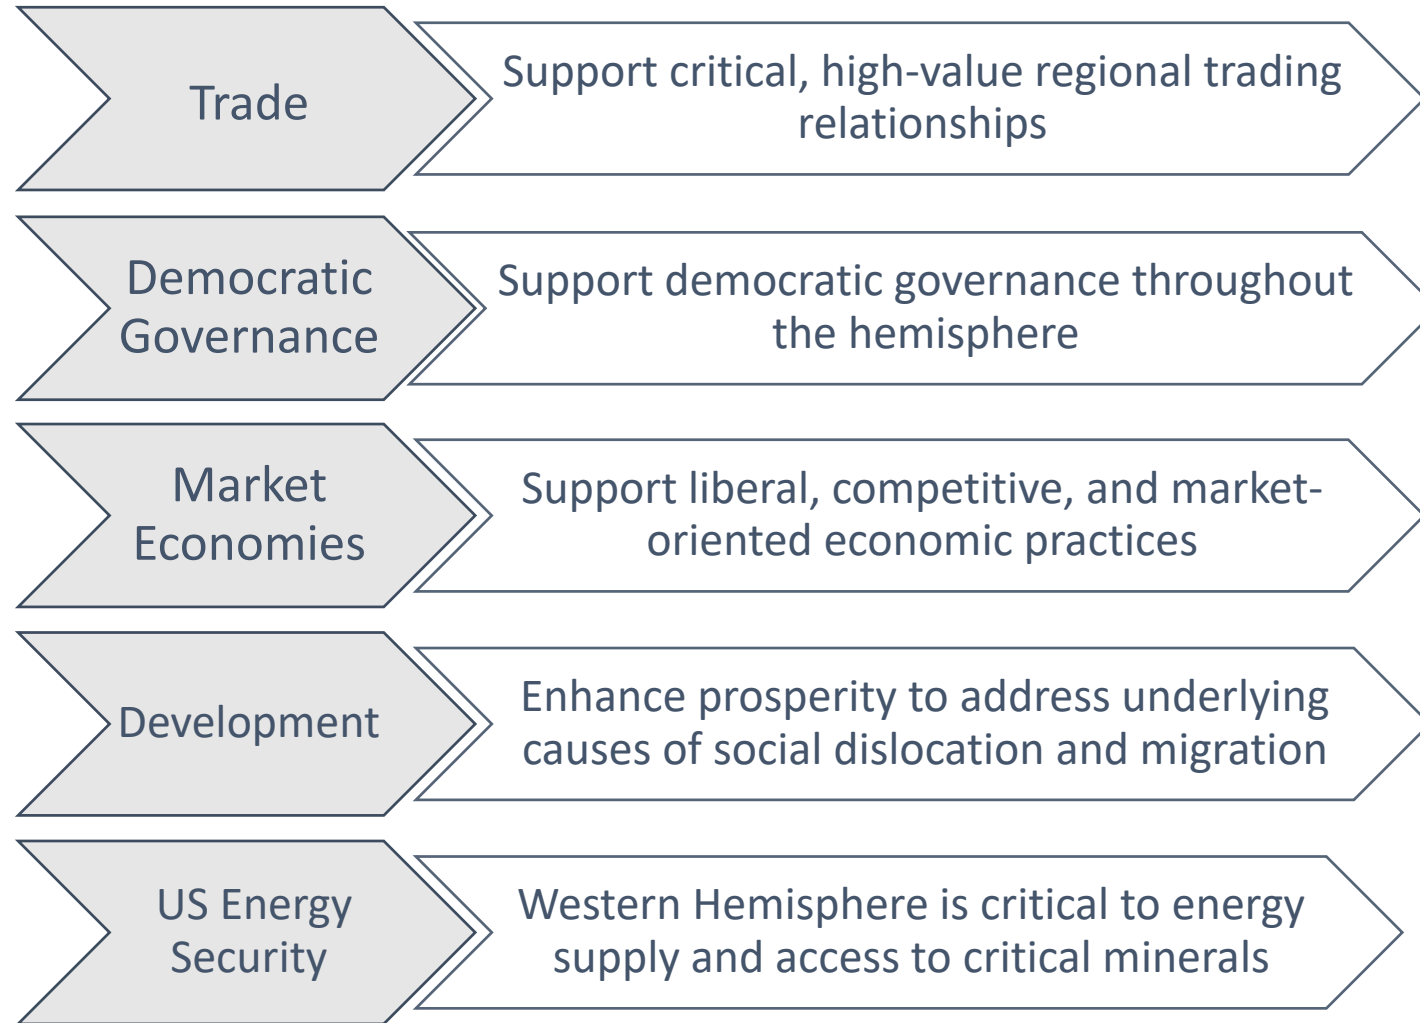 Trade
Support critical, high-value regional trading
relationships
Democratic
Governance
Support democratic governance throughout
the hemisphere
Market
Economies
Support liberal, competitive, and market-
oriented economic practices
Development
Enhance prosperity to address underlying
causes of social dislocation and migration
US Energy
Security
Western Hemisphere is critical to energy
supply and access to critical minerals